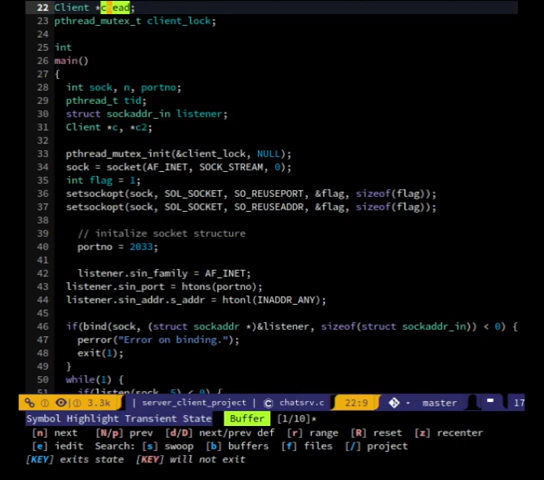 22 Client *chead;
23 pthread_mutex_t client_lock;
24
25 int
26 main()
27 {
28 int sock, n, portno;
29 pthread_t tid;
30 struct sockaddr_in listener;
31 Client *c, *c2;
32
33 pthread_mutex_init(&client_lock, NULL);
34 sock = socket(AF_INET, SOCK_STREAM, 0);
35 int flag = 1;
36 setsockopt(sock, SOL_SOCKET, SO_REUSEPORT, &flag, sizeof(flag));
37 setsockopt(sock, SOL_SOCKET, SO_REUSEADDR, &flag, sizeof(flag));
38
39 // initalize socket structure
40 portno = 2033;
41
42 listener.sin_family = AF_INET;
43 listener.sin_port = htons(portno);
44 listener.sin_addr.s_addr = htonl(INADDR_ANY);
45
46 if(bind(sock, (struct sockaddr *)&listener, sizeof(struct sockaddr_in)) < 0) {
47 perror("Error on binding.");
48 exit(1);
49 }
50 while(1) {
51 if(listen(sock, 5) < 0) {
3.3k | server_client_project | chatsrv.c 22:9 master 17
Symbol Highlight Transient State Buffer [1/10]*
[n] next [N/p] prev [d/D] next/prev def [r] range [R] reset [z] recenter
[e] iedit Search: [s] swoop [b] buffers [f] files [/] project
[KEY] exits state [KEY] will not exit